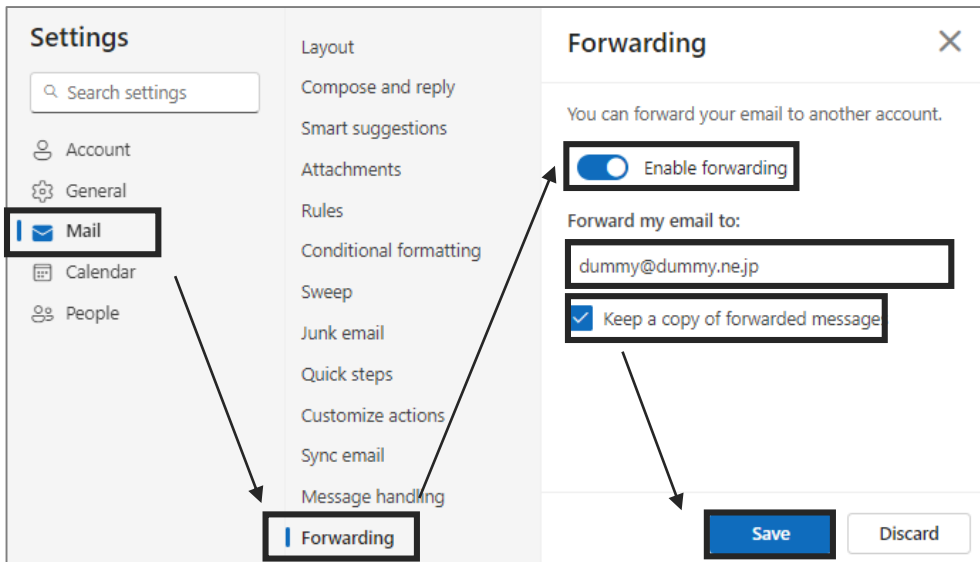 Settings
Search settings
Account
General
Mail
Calendar
People
Layout
Compose and reply
Smart suggestions
Attachments
Rules
Conditional formatting
Sweep
Junk email
Quick steps
Customize actions
Sync email
Message handling
Forwarding
Forwarding
You can forward your email to another account.
Enable forwarding
Forward my email to:
dummy@dummy.ne.jp
Keep a copy of forwarded messages
Save
Discard